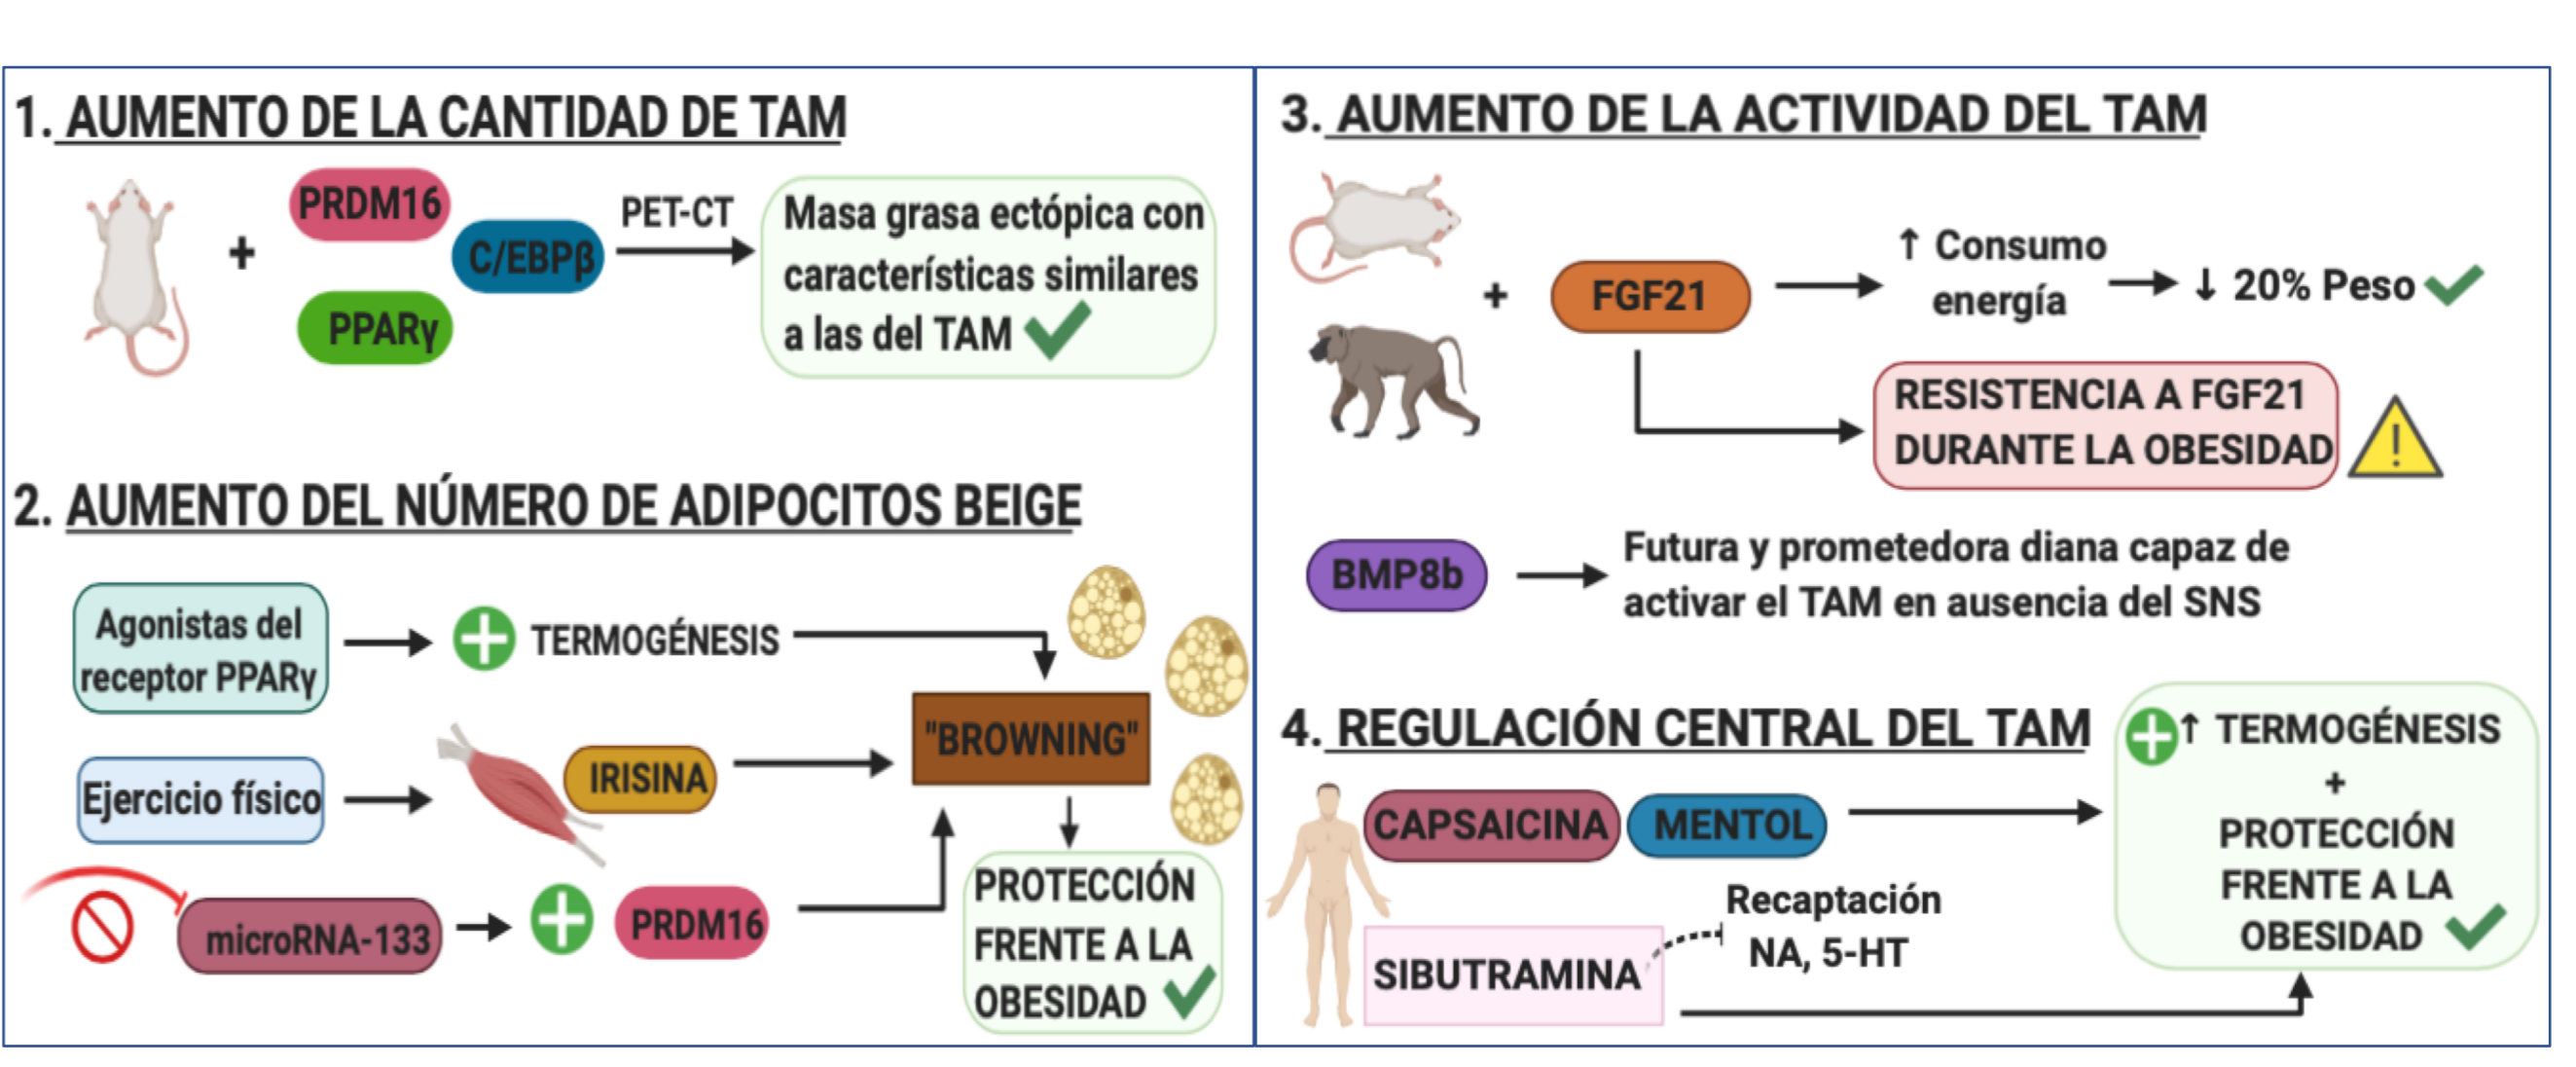 1. AUMENTO DE LA CANTIDAD DE TAM
+
PRDM16
C/EBPβ
PPARγ
PET-CT
Masa grasa ectópica con
características similares
a las del TAM
2. AUMENTO DEL NÚMERO DE ADIPOCITOS BEIGE
Agonistas del
receptor PPARγ
TERMOGÉNESIS
Ejercicio físico
IRISINA
"BROWNING"
microRNA-133
PRDM16
PROTECCIÓN
FRENTE A LA
OBESIDAD
3. AUMENTO DE LA ACTIVIDAD DEL TAM
+
FGF21
↑ Consumo
energía
↓ 20% Peso
RESISTENCIA A FGF21
DURANTE LA OBESIDAD
!
BMP8b
Futura y prometedora diana capaz de
activar el TAM en ausencia del SNS
4. REGULACIÓN CENTRAL DEL TAM
CAPSAICINA
MENTOL
SIBUTRAMINA
Recaptación
NA, 5-HT
↑ TERMOGÉNESIS
+
PROTECCIÓN
FRENTE A LA
OBESIDAD